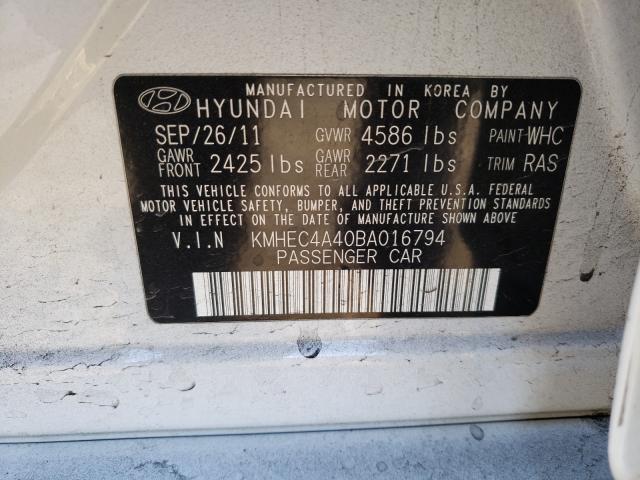 MANUFACTURED IN KOREA BY
HYUNDAI MOTOR COMPANY
SEP/26/11 GVWR 4586 lbs PAINT WHC
GAWR FRONT 2425 lbs GAWR REAR 2271 lbs TRIM RAS
THIS VEHICLE CONFORMS TO ALL APPLICABLE U.S.A. FEDERAL
MOTOR VEHICLE SAFETY, BUMPER, AND THEFT PREVENTION STANDARDS
IN EFFECT ON THE DATE OF MANUFACTURE SHOWN ABOVE
V.I.N KMHEC4A40BA016794
PASSENGER CAR